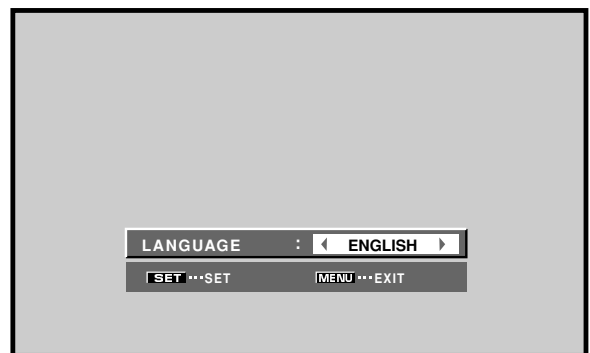 LANGUAGE : ◀ ENGLISH ▶
SET ···SET MENU ···EXIT